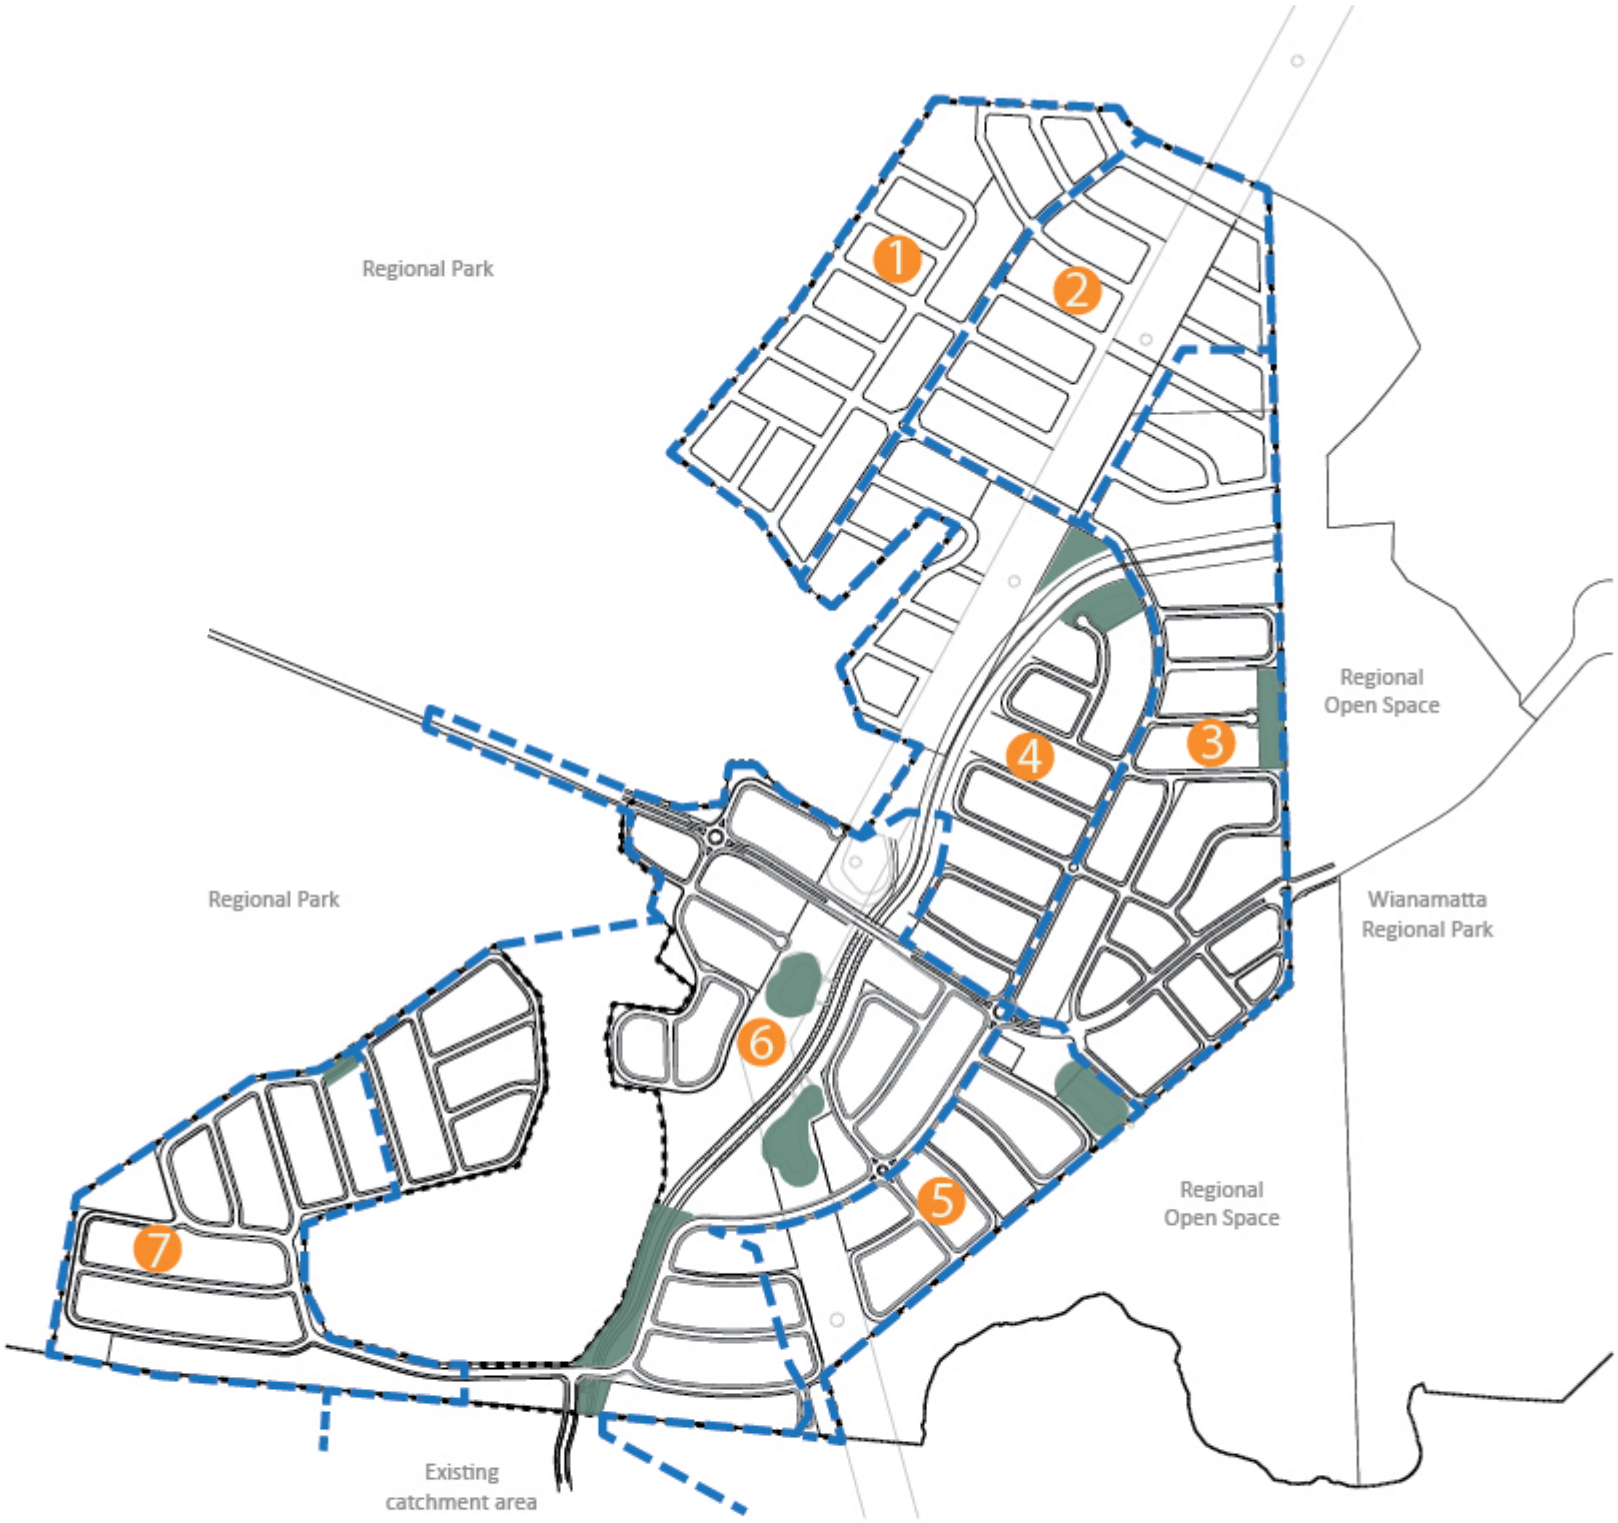 1
Regional Park
2
Regional
Open Space
3
4
Regional Park
Wianamatta
Regional Park
6
Regional
Open Space
5
7
Existing
catchment area